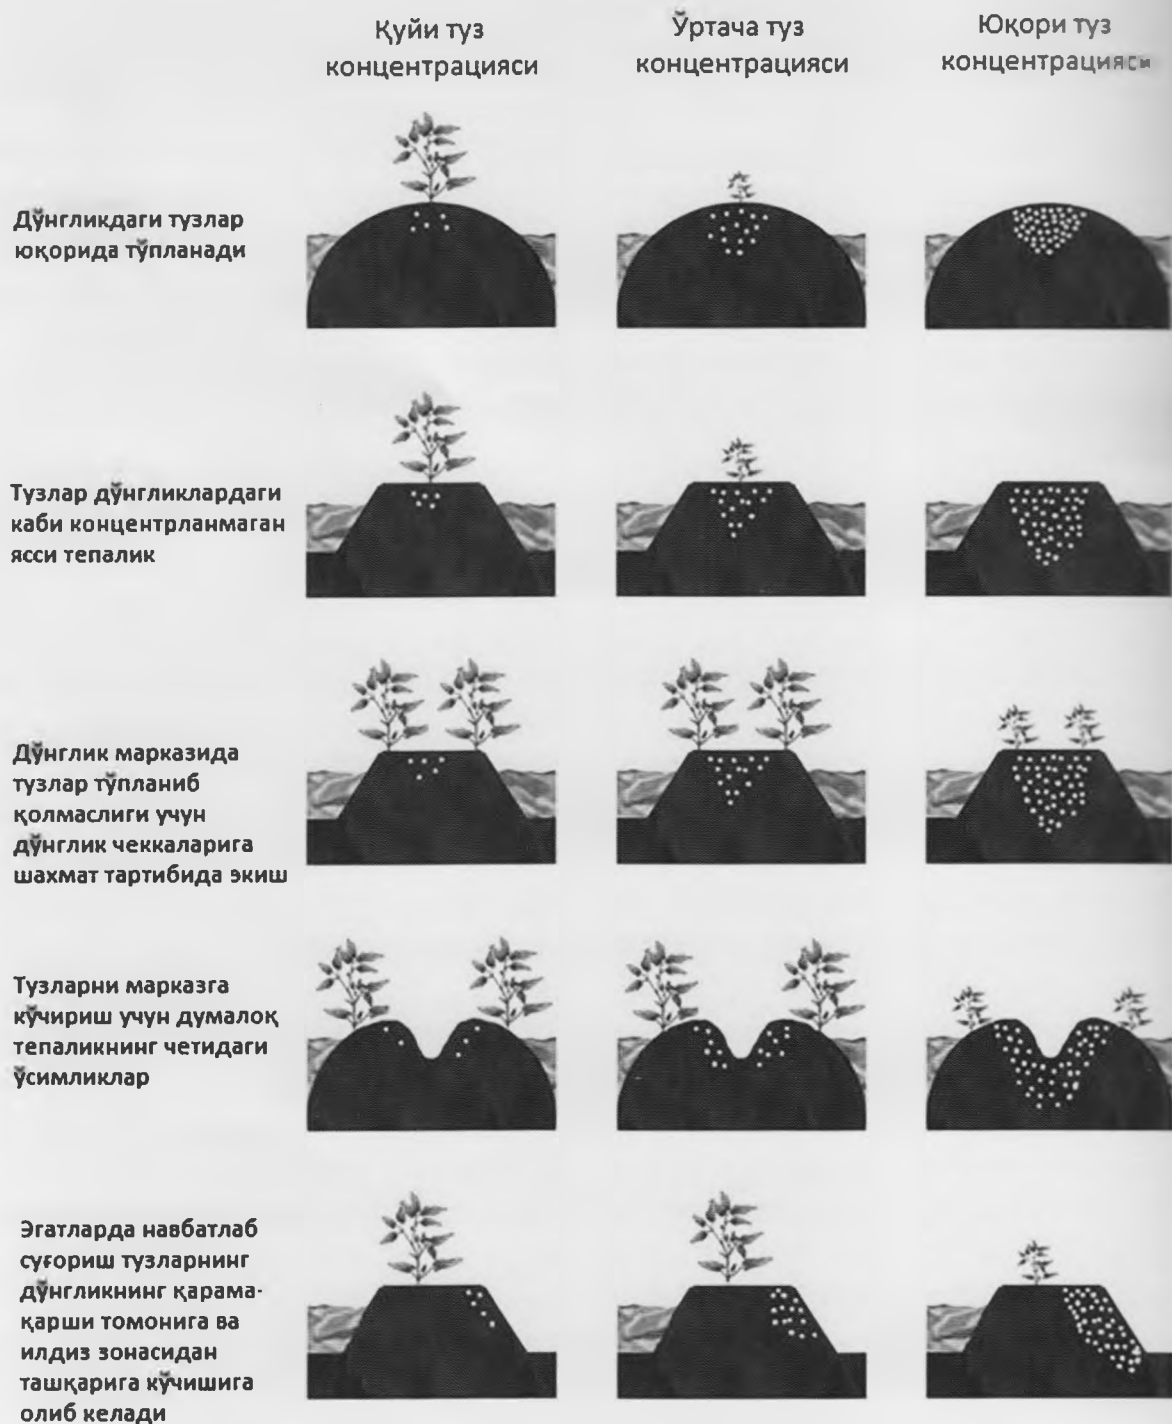 Қуйи туз
концентрацияси
Ўртача туз
концентрацияси
Юқори туз
концентрацияси
Дўнгликдаги тузлар
юқорида тўпланади
Тузлар дўнгликлардаги
каби концентрланмаган
ясси тепалик
Дўнглик марказида
тузлар тўпланиб
қолмаслиги учун
дўнглик чеккаларига
шахмат тартибида экиш
Тузларни марказга
кўчириш учун думалоқ
тепаликнинг четидаги
ўсимликлар
Эгатларда навбатлаб
суғориш тузларнинг
дўнгликнинг қарама-
қарши томонига ва
илдиз зонасидан
ташқарига кўчишига
олиб келади